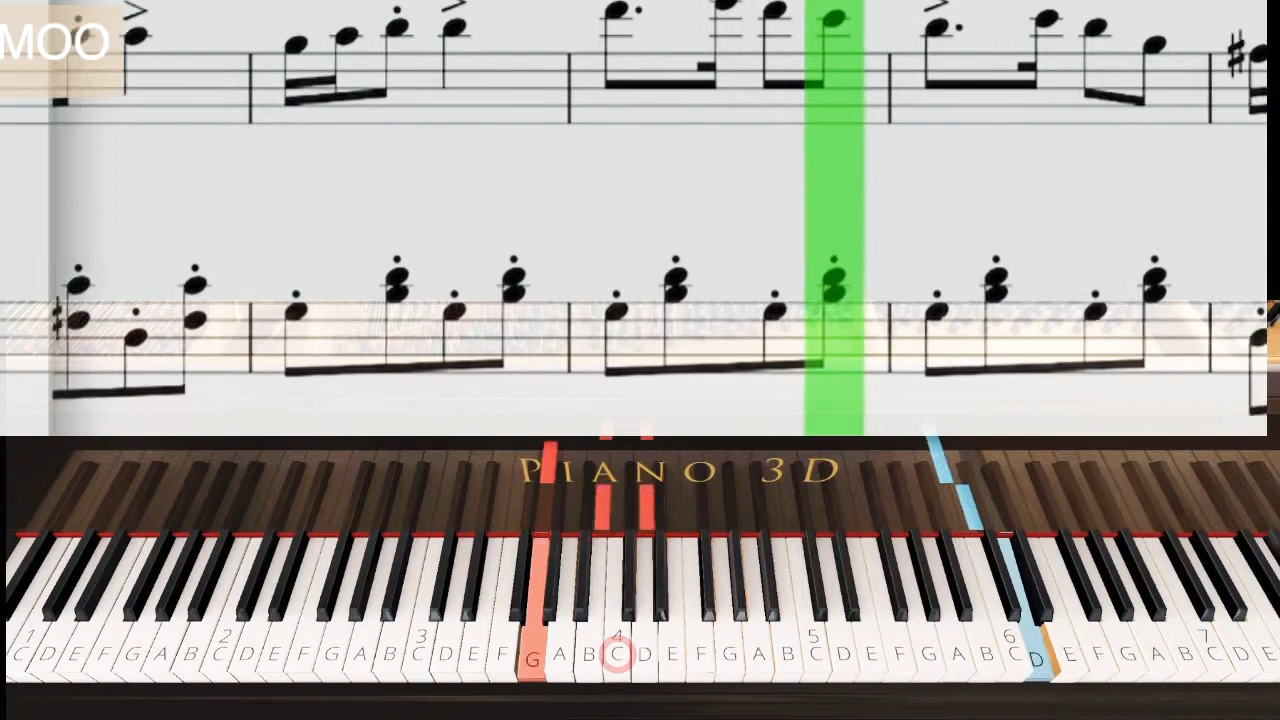 MOO
PIANO 3D
1 2 3 4 5 6 7
C D E F G A B C D E F G A B C D E F G A B C D E F G A B C D E F G A B C D E F G A B C D E